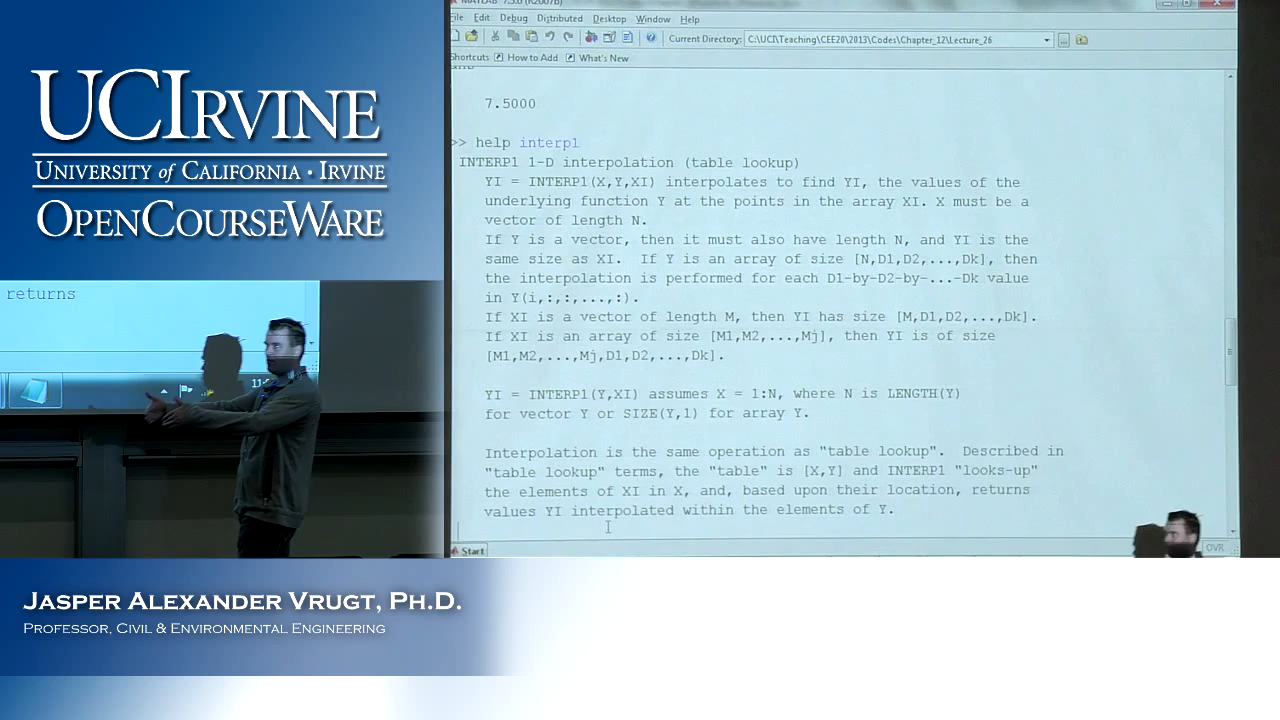 UCIRVINE
UNIVERSITY of CALIFORNIA · IRVINE
OPENCOURSEWARE
returns
JASPER ALEXANDER VRUGT, PH.D.
PROFESSOR, CIVIL & ENVIRONMENTAL ENGINEERING
MATLAB 7.5.0 (R2007b)
File Edit Debug Distributed Desktop Window Help
Current Directory: C:\UCI\Teaching\CEE20\2013\Codes\Chapter_12\Lecture_26
Shortcuts How to Add What's New
7.5000
>> help interp1
INTERP1 1-D interpolation (table lookup)
YI = INTERP1(X,Y,XI) interpolates to find YI, the values of the
underlying function Y at the points in the array XI. X must be a
vector of length N.
If Y is a vector, then it must also have length N, and YI is the
same size as XI. If Y is an array of size [N,D1,D2,...,Dk], then
the interpolation is performed for each D1-by-D2-by-...-Dk value
in Y(i,:,:,...,:).
If XI is a vector of length M, then YI has size [M,D1,D2,...,Dk].
If XI is an array of size [M1,M2,...,Mj], then YI is of size
[M1,M2,...,Mj,D1,D2,...,Dk].
YI = INTERP1(Y,XI) assumes X = 1:N, where N is LENGTH(Y)
for vector Y or SIZE(Y,1) for array Y.
Interpolation is the same operation as "table lookup". Described in
"table lookup" terms, the "table" is [X,Y] and INTERP1 "looks-up"
the elements of XI in X, and, based upon their location, returns
values YI interpolated within the elements of Y.
Start
OVR